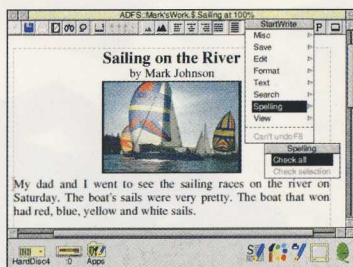 ADFS::Mark'sWork.$.Sailing at 100%
StartWrite
P
Misc
Save
Edit
Format
Text
Search
Spelling
View
Can't undo F8
Spelling
Check all
Check selection
Sailing on the River
by Mark Johnson
My dad and I went to see the sailing races on the river on
Saturday. The boat's sails were very pretty. The boat that won
had red, blue, yellow and white sails.
HardDisc4
:0
Apps